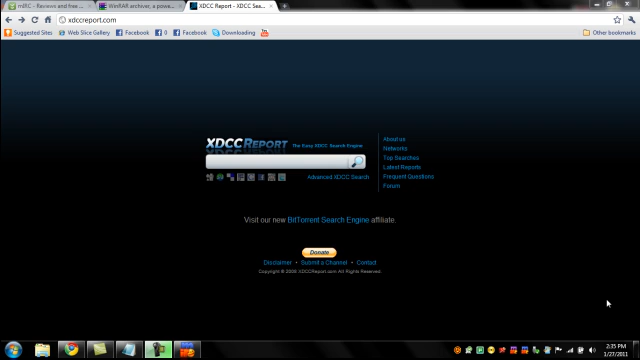 mIRC - Reviews and free ...
WinRAR archiver, a powe...
XDCC Report - XDCC Sea...
xdccreport.com
Suggested Sites
Web Slice Gallery
Facebook
0
Facebook
Downloading
Other bookmarks
XDCCREPORT
The Easy XDCC Search Engine
Advanced XDCC Search
About us
Networks
Top Searches
Latest Reports
Frequent Questions
Forum
Visit our new BitTorrent Search Engine affiliate.
Donate
Disclaimer • Submit a Channel • Contact
Copyright © 2009 XDCCReport.com All Rights Reserved.
2:35 PM
1/27/2011